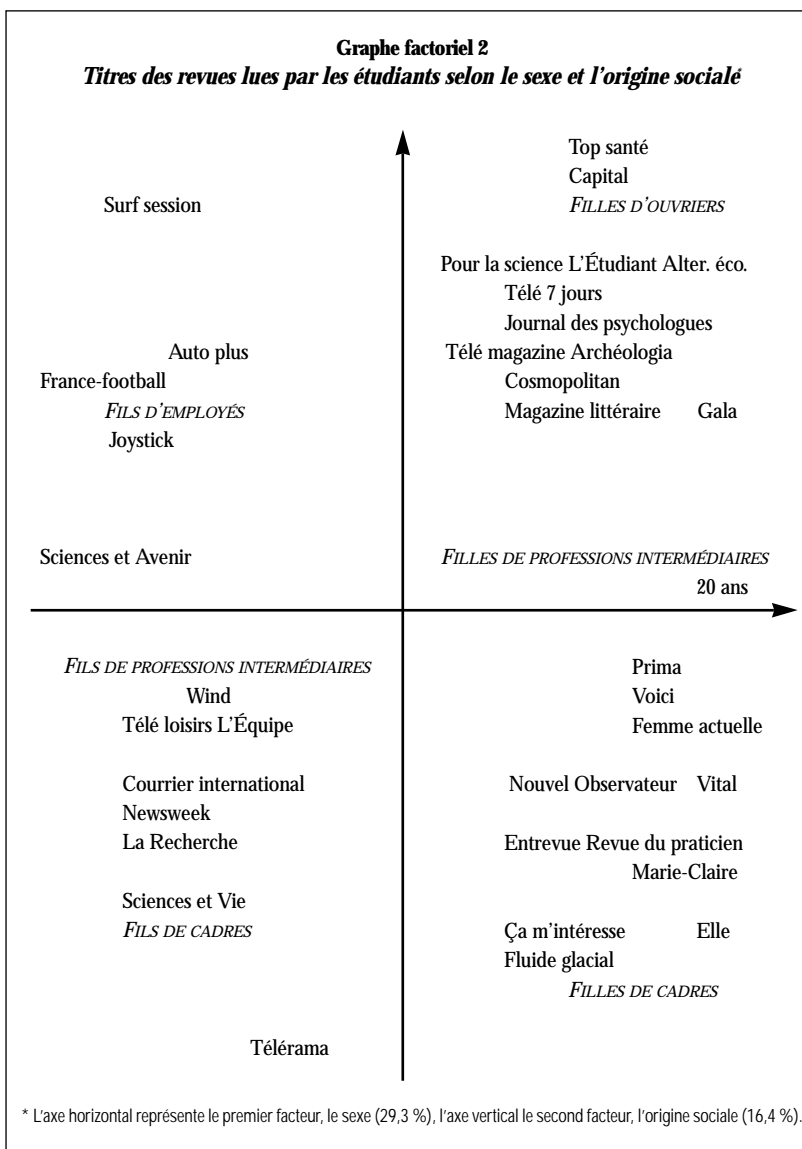 Graphe factoriel 2
Titres des revues lues par les étudiants selon le sexe et l'origine sociale*
Top santé
Capital
Surf session
FILLES D'OUVRIERS
Pour la science L'Étudiant Alter. éco.
Télé 7 jours
Journal des psychologues
Auto plus
Télé magazine Archéologia
France-football
Cosmopolitan
FILS D'EMPLOYÉS
Magazine littéraire Gala
Joystick
Sciences et Avenir
FILLES DE PROFESSIONS INTERMÉDIAIRES
20 ans
FILS DE PROFESSIONS INTERMÉDIAIRES
Prima
Wind
Voici
Télé loisirs L'Équipe
Femme actuelle
Courrier international
Nouvel Observateur Vital
Newsweek
La Recherche
Entrevue Revue du praticien
Marie-Claire
Sciences et Vie
FILS DE CADRES
Ça m'intéresse Elle
Fluide glacial
FILLES DE CADRES
Télérama
* L'axe horizontal représente le premier facteur, le sexe (29,3 %), l'axe vertical le second facteur, l'origine sociale (16,4 %).